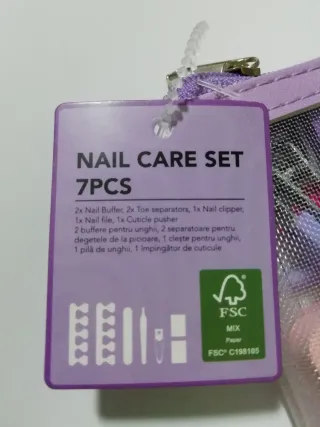 NAIL CARE SET
7PCS
2x Nail Buffer, 2x Toe separators, 1x Nail clipper,
1x Nail file, 1x Cuticle pusher
2 buffere pentru unghii, 2 separatoare pentru
degetele de la picioare, 1 clește pentru unghii,
1 pilă de unghii, 1 împingător de cuticule
FSC
MIX
Paper
FSC® C198105